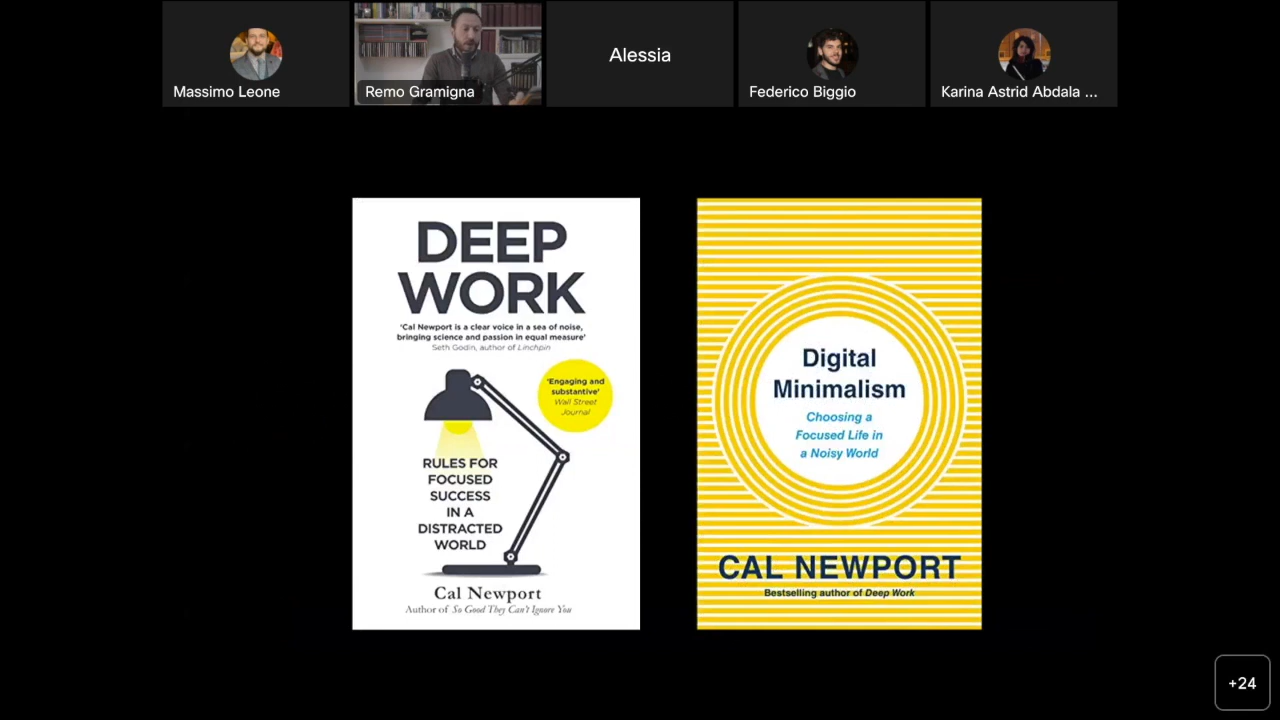 Massimo Leone
Remo Gramigna
Alessia
Federico Biggio
Karina Astrid Abdala ...
DEEP
WORK
'Cal Newport is a clear voice in a sea of noise,
bringing science and passion in equal measure'
Seth Godin, author of Linchpin
'Engaging and
substantive'
Wall Street
Journal
RULES FOR
FOCUSED
SUCCESS
IN A
DISTRACTED
WORLD
Cal Newport
Author of So Good They Can't Ignore You
Digital
Minimalism
Choosing a
Focused Life in
a Noisy World
CAL NEWPORT
Bestselling author of Deep Work
+24